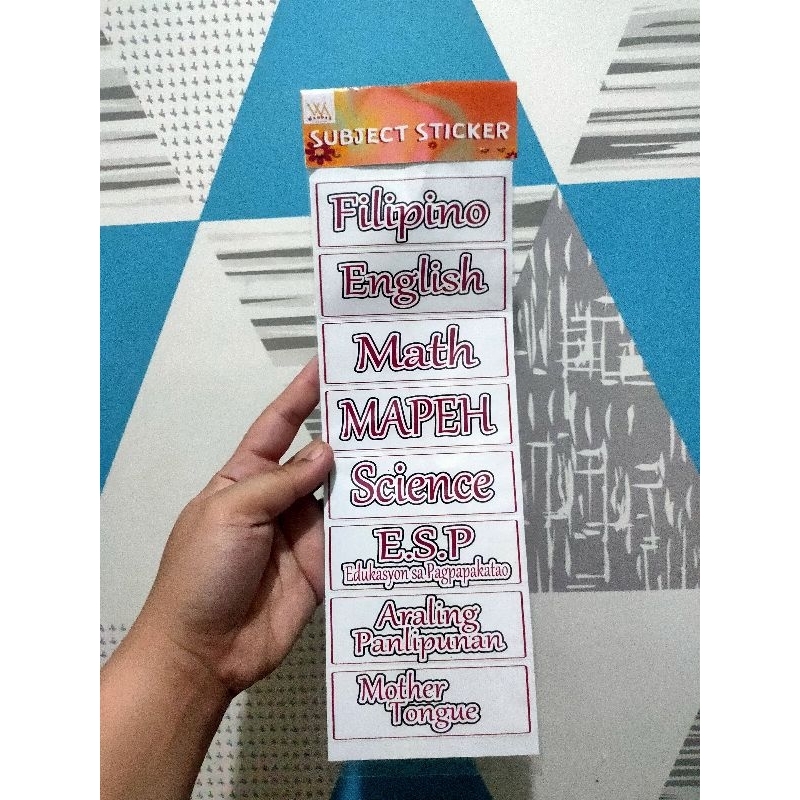 SUBJECT STICKER
Filipino
English
Math
MAPEH
Science
E.S.P
Edukasyon sa Pagpapakatao
Araling
Panlipunan
Mother
Tongue